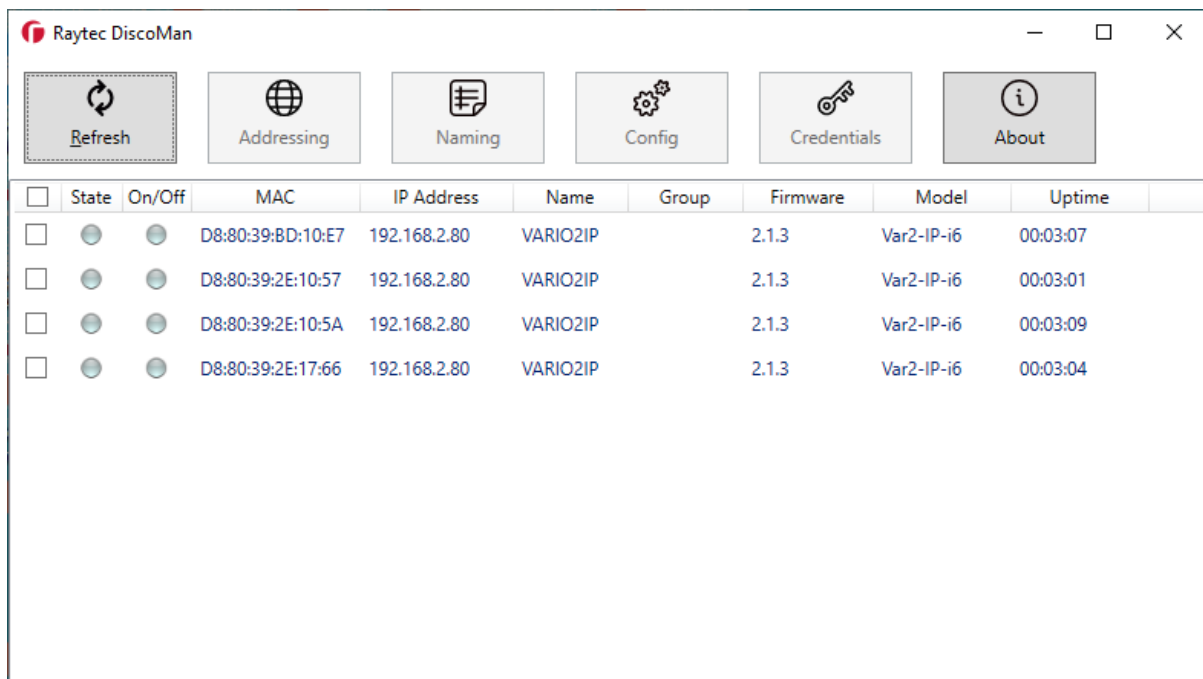 Raytec DiscoMan
Refresh Addressing Naming Config Credentials About
State On/Off MAC IP Address Name Group Firmware Model Uptime
D8:80:39:BD:10:E7 192.168.2.80 VARIO2IP 2.1.3 Var2-IP-i6 00:03:07
D8:80:39:2E:10:57 192.168.2.80 VARIO2IP 2.1.3 Var2-IP-i6 00:03:01
D8:80:39:2E:10:5A 192.168.2.80 VARIO2IP 2.1.3 Var2-IP-i6 00:03:09
D8:80:39:2E:17:66 192.168.2.80 VARIO2IP 2.1.3 Var2-IP-i6 00:03:04